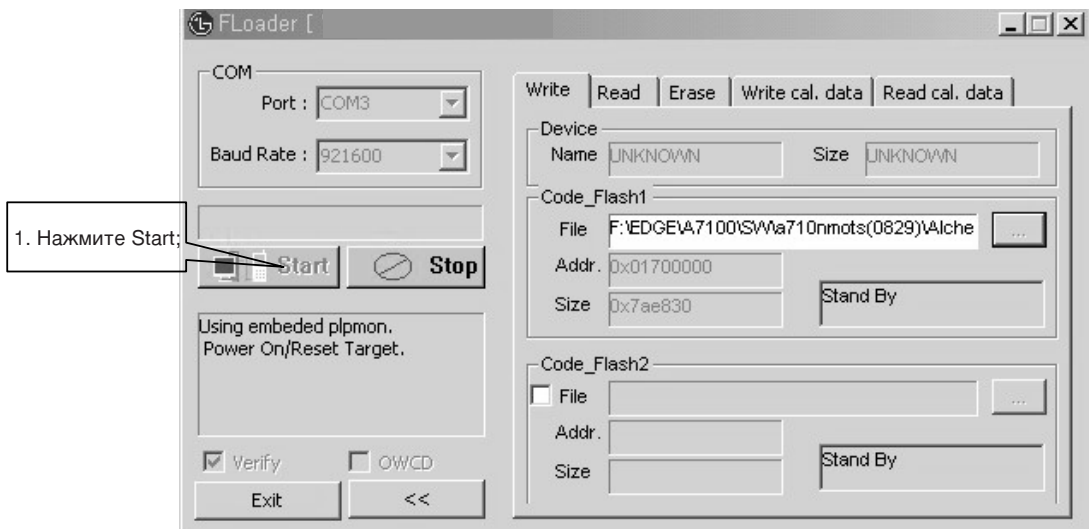 FLoader [
COM
Port : COM3
Baud Rate : 921600
1. Нажмите Start;
Start Stop
Using embeded plpmon.
Power On/Reset Target.
Verify OWCD
Exit <<
Write Read Erase Write cal. data Read cal. data
Device
Name UNKNOWN Size UNKNOWN
Code_Flash1
File F:\EDGE\A7100\SW\a710nmots(0829)\Alche ...
Addr. 0x01700000
Size 0x7ae830
Stand By
Code_Flash2
File ...
Addr.
Size
Stand By